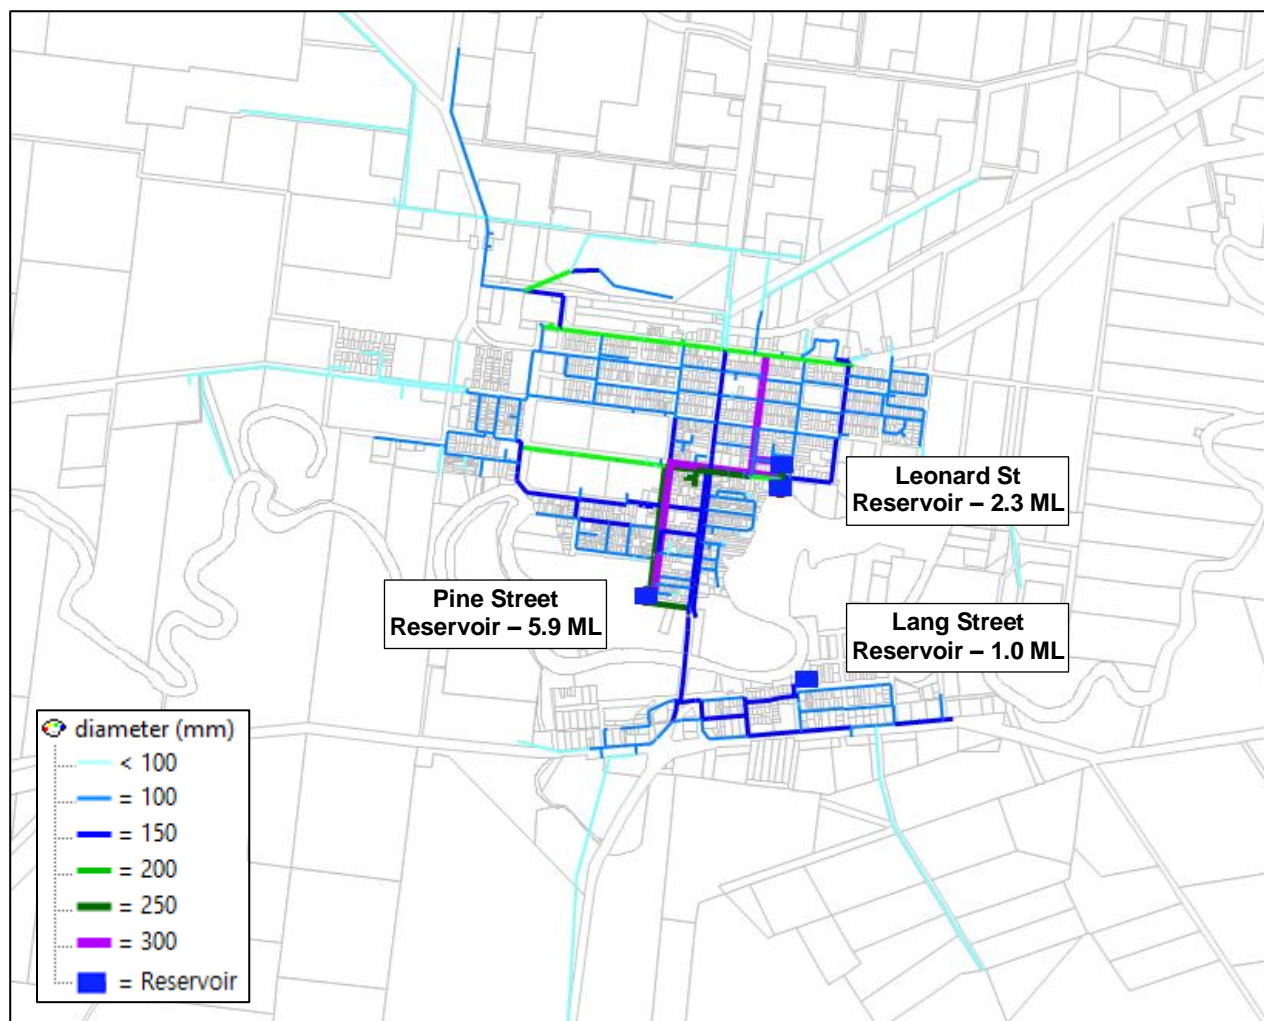 Leonard St
Reservoir – 2.3 ML
Pine Street
Reservoir – 5.9 ML
Lang Street
Reservoir – 1.0 ML
diameter (mm)
< 100
= 100
= 150
= 200
= 250
= 300
= Reservoir